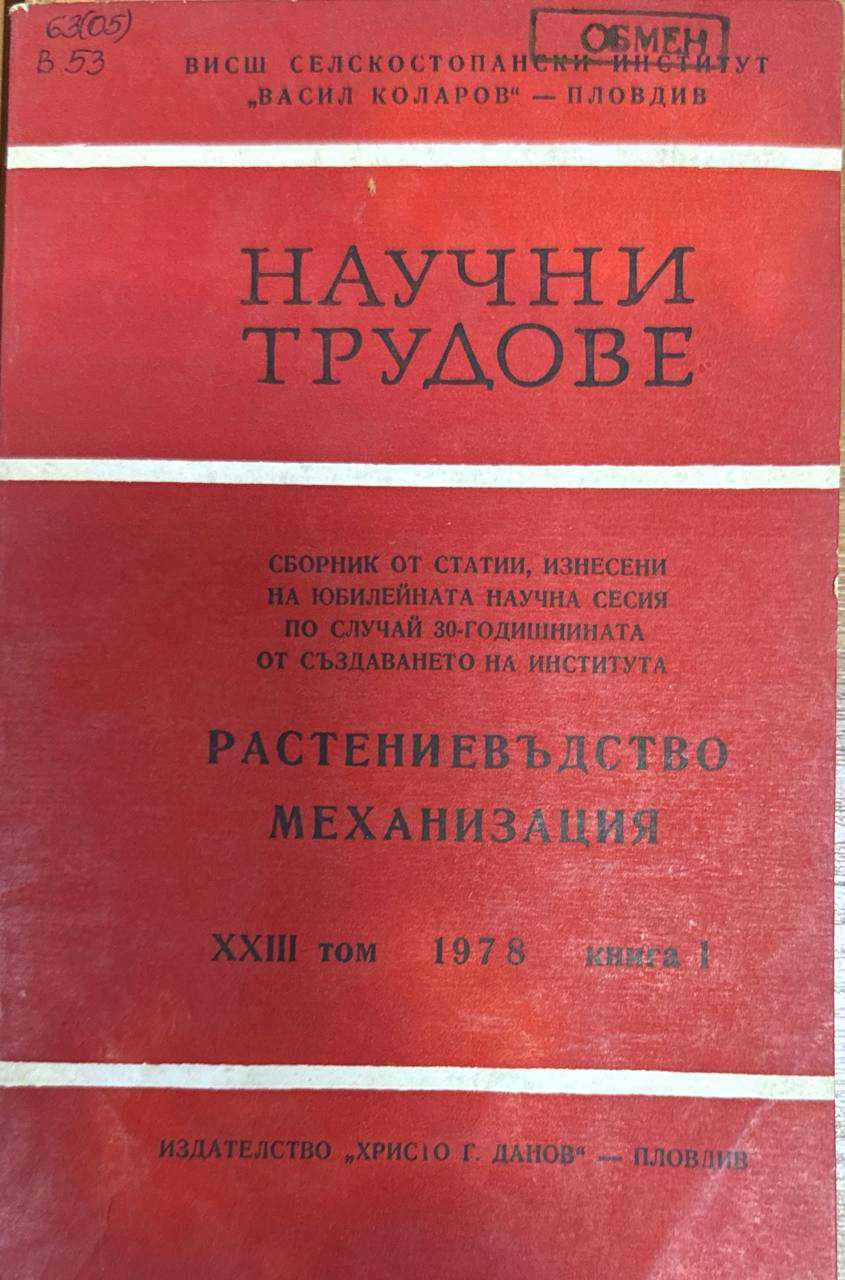 63(05)
В 53
ОБМЕН
ВИСШ СЕЛСКОСТОПАНСКИ ИНСТИТУТ
„ВАСИЛ КОЛАРОВ“ — ПЛОВДИВ
НАУЧНИ
ТРУДОВЕ
СБОРНИК ОТ СТАТИИ, ИЗНЕСЕНИ
НА ЮБИЛЕЙНАТА НАУЧНА СЕСИЯ
ПО СЛУЧАЙ 30-ГОДИШНИНАТА
ОТ СЪЗДАВАНЕТО НА ИНСТИТУТА
РАСТЕНИЕВЪДСТВО
МЕХАНИЗАЦИЯ
XXIII том 1978 книга 1
ИЗДАТЕЛСТВО „ХРИСТО Г. ДАНОВ“ — ПЛОВДИВ